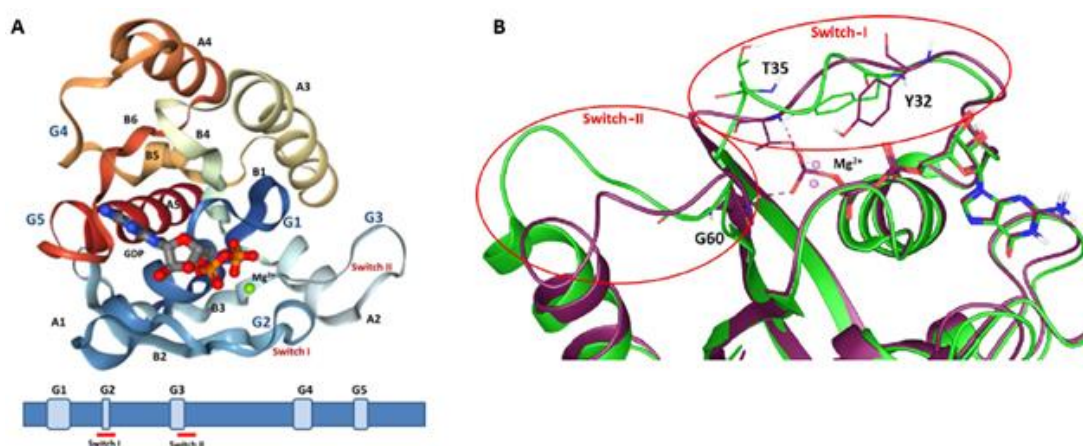 A
A4
A3
G4
B6
B4
B5
B1
A5
G1
G5
G3
GDP
Switch II
Mg²⁺
B3
G2
A1
A2
B2
Switch I
G1
G2
G3
G4
G5
Switch I
Switch II
B
Switch-I
T35
Y32
Switch-II
Mg²⁺
G60